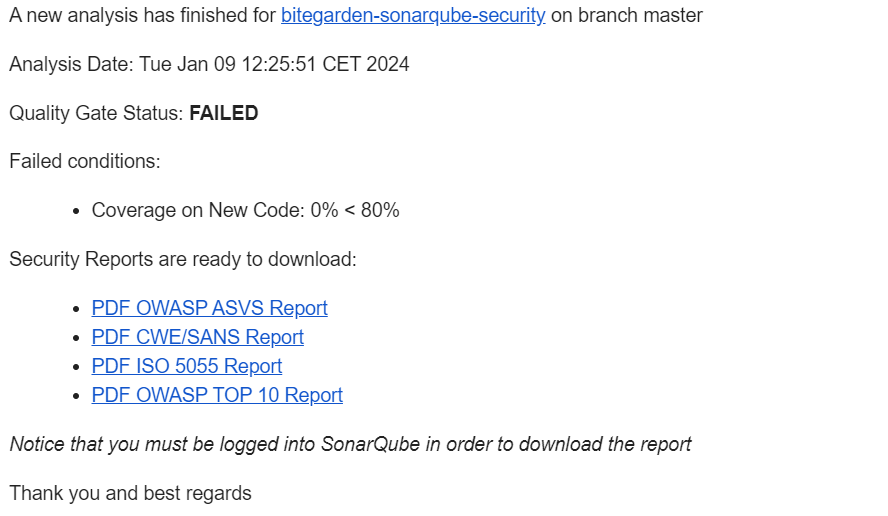 A new analysis has finished for bitegarden-sonarqube-security on branch master
Analysis Date: Tue Jan 09 12:25:51 CET 2024
Quality Gate Status: FAILED
Failed conditions:
• Coverage on New Code: 0% < 80%
Security Reports are ready to download:
• PDF OWASP ASVS Report
• PDF CWE/SANS Report
• PDF ISO 5055 Report
• PDF OWASP TOP 10 Report
Notice that you must be logged into SonarQube in order to download the report
Thank you and best regards